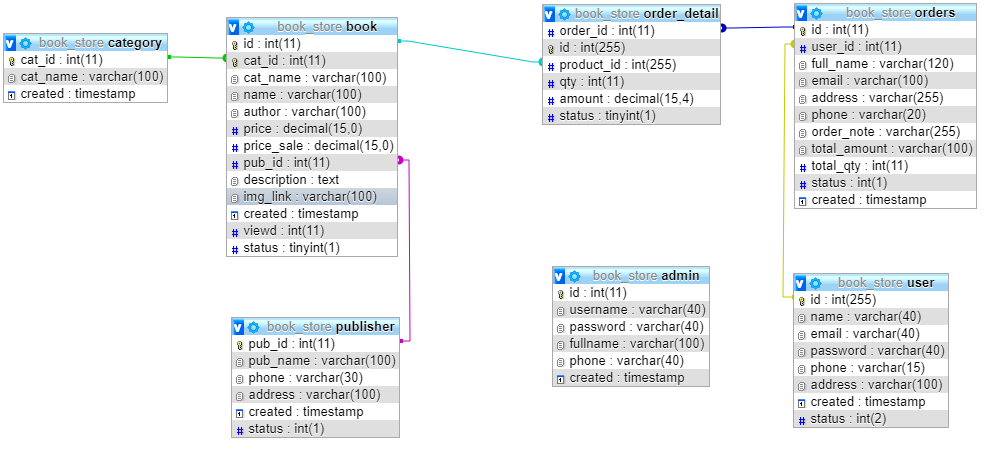 book_store category
cat_id : int(11)
cat_name : varchar(100)
created : timestamp
book_store book
id : int(11)
cat_id : int(11)
cat_name : varchar(100)
name : varchar(100)
author : varchar(100)
price : decimal(15,0)
price_sale : decimal(15,0)
pub_id : int(11)
description : text
img_link : varchar(100)
created : timestamp
viewd : int(11)
status : tinyint(1)
book_store publisher
pub_id : int(11)
pub_name : varchar(100)
phone : varchar(30)
address : varchar(100)
created : timestamp
status : int(1)
book_store order_detail
order_id : int(11)
id : int(255)
product_id : int(255)
qty : int(11)
amount : decimal(15,4)
status : tinyint(1)
book_store admin
id : int(11)
username : varchar(40)
password : varchar(40)
fullname : varchar(100)
phone : varchar(40)
created : timestamp
book_store orders
id : int(11)
user_id : int(11)
full_name : varchar(120)
email : varchar(100)
address : varchar(255)
phone : varchar(20)
order_note : varchar(255)
total_amount : varchar(100)
total_qty : int(11)
status : int(1)
created : timestamp
book_store user
id : int(255)
name : varchar(40)
email : varchar(40)
password : varchar(40)
phone : varchar(15)
address : varchar(100)
created : timestamp
status : int(2)